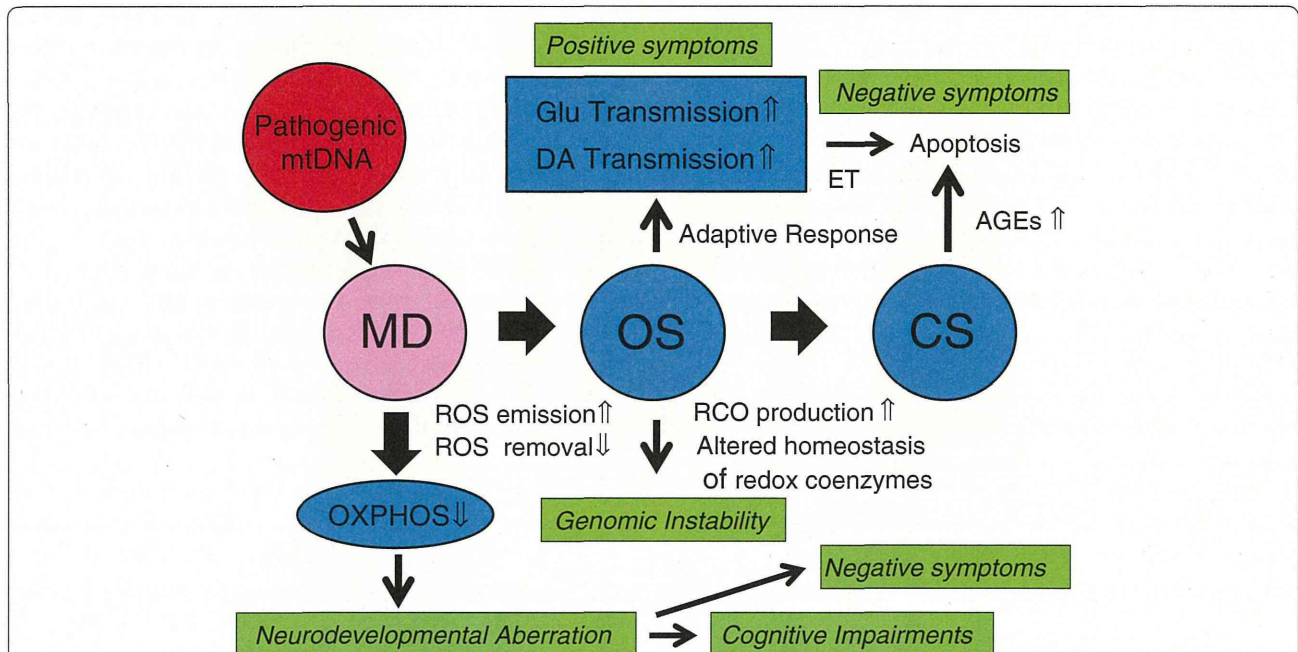 Positive symptoms
Glu Transmission⇑
DA Transmission⇑
Negative symptoms
Pathogenic
mtDNA
Apoptosis
ET
Adaptive Response
AGEs ⇑
MD
OS
CS
ROS emission⇑
ROS removal⇓
RCO production⇑
Altered homeostasis
of redox coenzymes
OXPHOS⇓
Genomic Instability
Negative symptoms
Neurodevelopmental Aberration
Cognitive Impairments